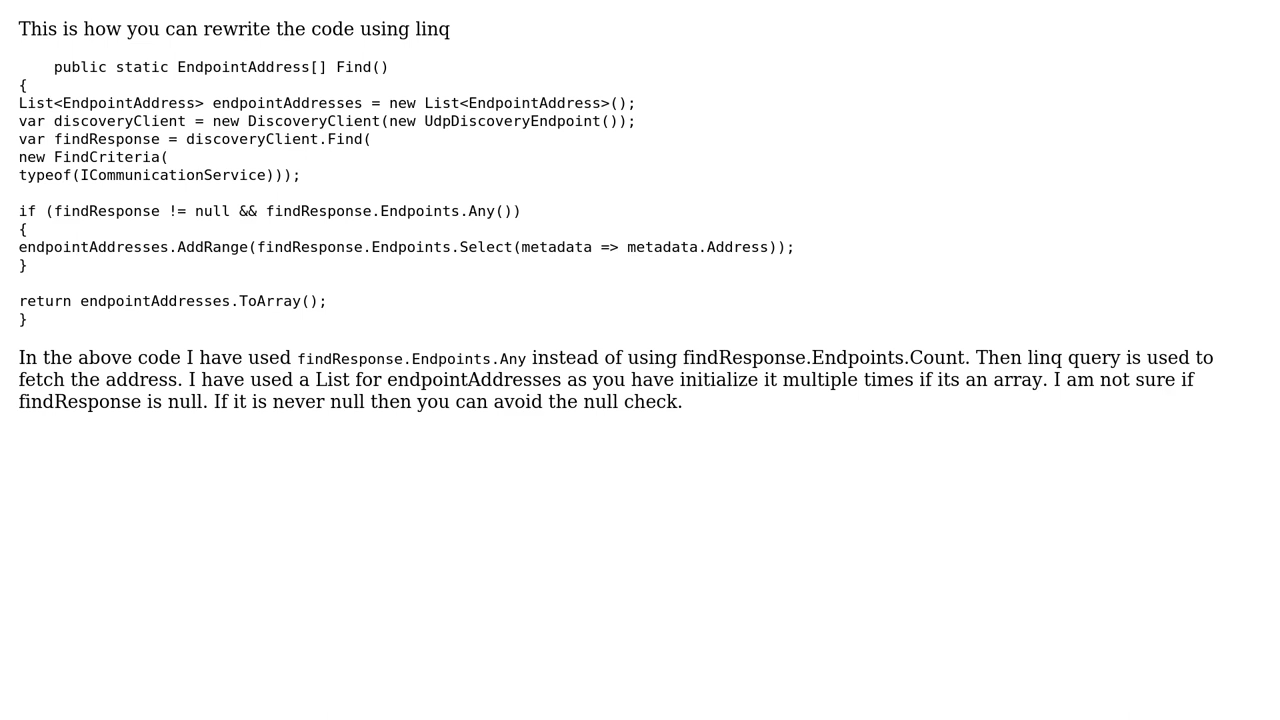 This is how you can rewrite the code using linq
public static EndpointAddress[] Find()
{
List<EndpointAddress> endpointAddresses = new List<EndpointAddress>();
var discoveryClient = new DiscoveryClient(new UdpDiscoveryEndpoint());
var findResponse = discoveryClient.Find(
new FindCriteria(
typeof(ICommunicationService)));
if (findResponse != null && findResponse.Endpoints.Any())
{
endpointAddresses.AddRange(findResponse.Endpoints.Select(metadata => metadata.Address));
}
return endpointAddresses.ToArray();
}
In the above code I have used findResponse.Endpoints.Any instead of using findResponse.Endpoints.Count. Then linq query is used to
fetch the address. I have used a List for endpointAddresses as you have initialize it multiple times if its an array. I am not sure if
findResponse is null. If it is never null then you can avoid the null check.